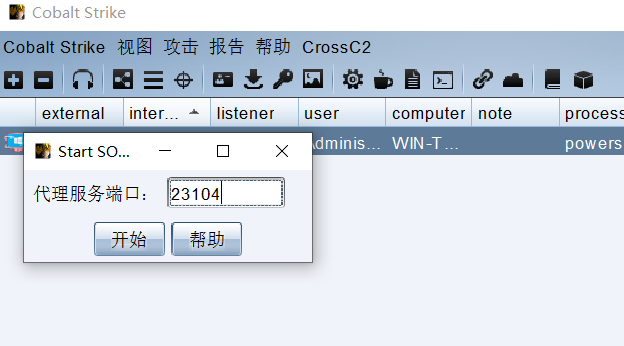 Cobalt Strike
Cobalt Strike 视图 攻击 报告 帮助 CrossC2
external inter... listener user computer note process
Adminis... WIN-T... powers
Start SO...
代理服务端口： 23104
开始 帮助